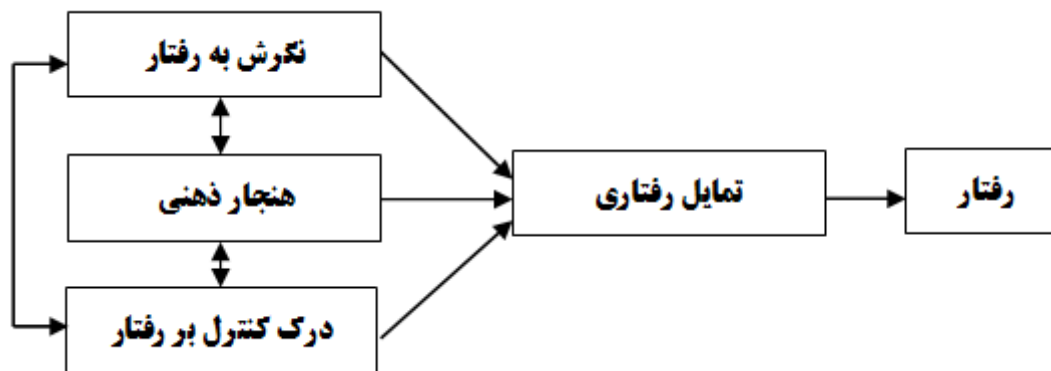 نگرش به رفتار
هنجار ذهنی
درک کنترل بر رفتار
تمایل رفتاری
رفتار